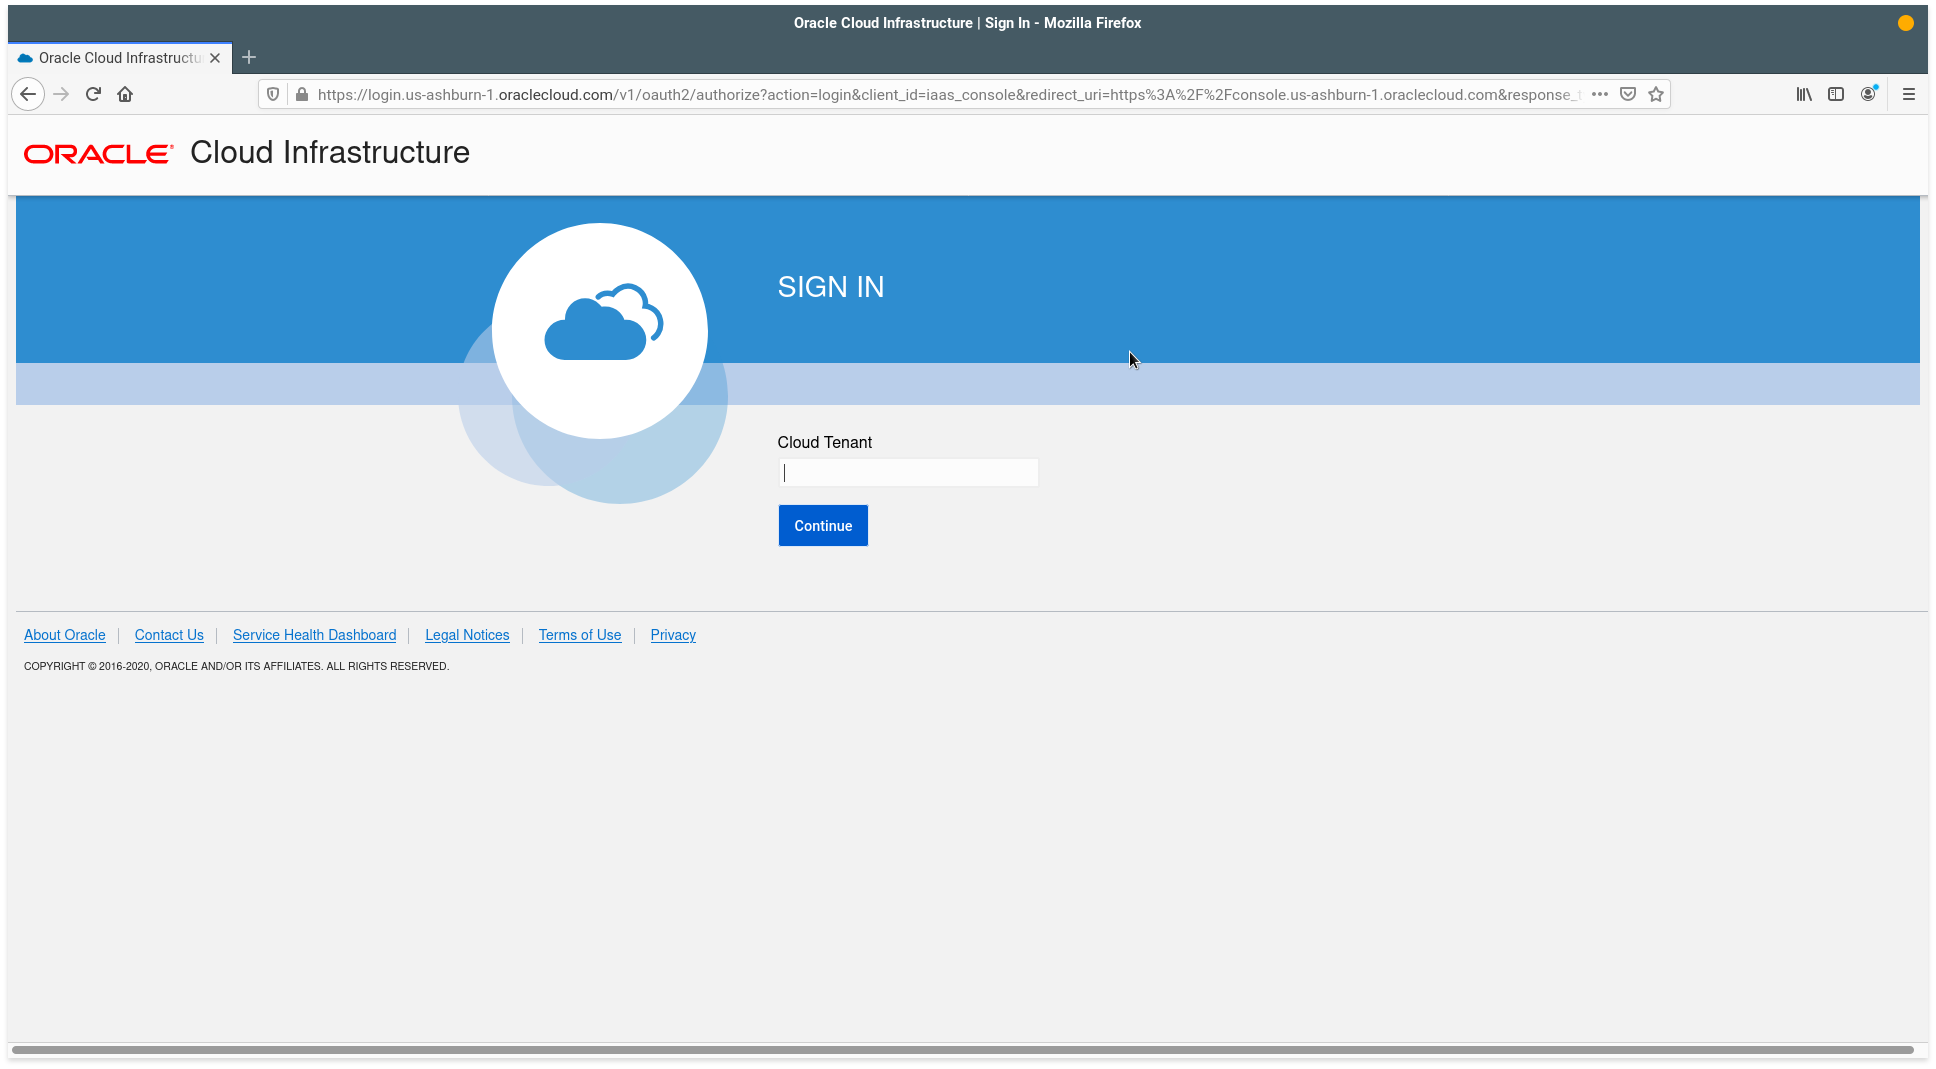 Oracle Cloud Infrastructure | Sign In - Mozilla Firefox
Oracle Cloud Infrastructu
https://login.us-ashburn-1.oraclecloud.com/v1/oauth2/authorize?action=login&client_id=iaas_console&redirect_uri=https%3A%2F%2Fconsole.us-ashburn-1.oraclecloud.com&response_
ORACLE® Cloud Infrastructure
SIGN IN
Cloud Tenant
Continue
About Oracle | Contact Us | Service Health Dashboard | Legal Notices | Terms of Use | Privacy
COPYRIGHT © 2016-2020, ORACLE AND/OR ITS AFFILIATES. ALL RIGHTS RESERVED.